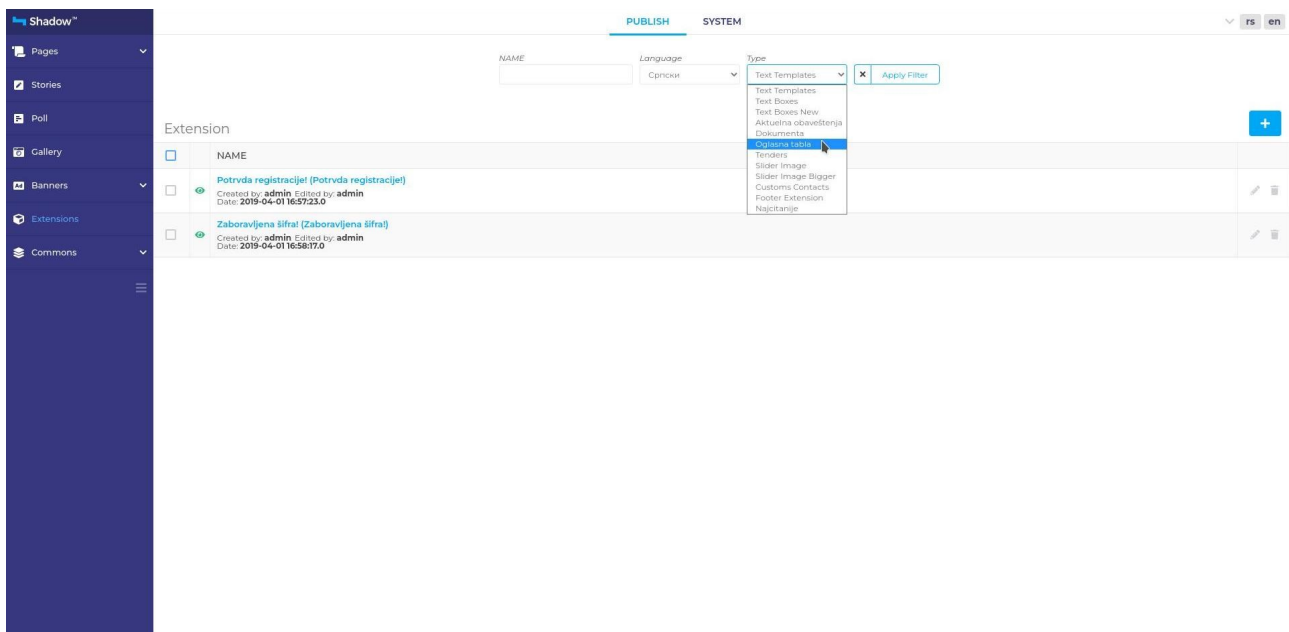 Shadow™
PUBLISH SYSTEM
rs en
Pages
Stories
Poll
Gallery
Banners
Extensions
Commons
NAME Language Type
Српски Text Templates Apply Filter
Text Templates
Text Boxes
Text Boxes New
Aktuelna obaveštenja
Dokumenta
Oglasna tabla
Tenders
Slider Image
Slider Image Bigger
Customs Contacts
Footer Extension
Najcitanije
Extension
+
NAME
Potrvda registracije! (Potrvda registracije!)
Created by: admin Edited by: admin
Date: 2019-04-01 16:57:23.0
Zaboravljena šifra! (Zaboravljena šifra!)
Created by: admin Edited by: admin
Date: 2019-04-01 16:58:17.0